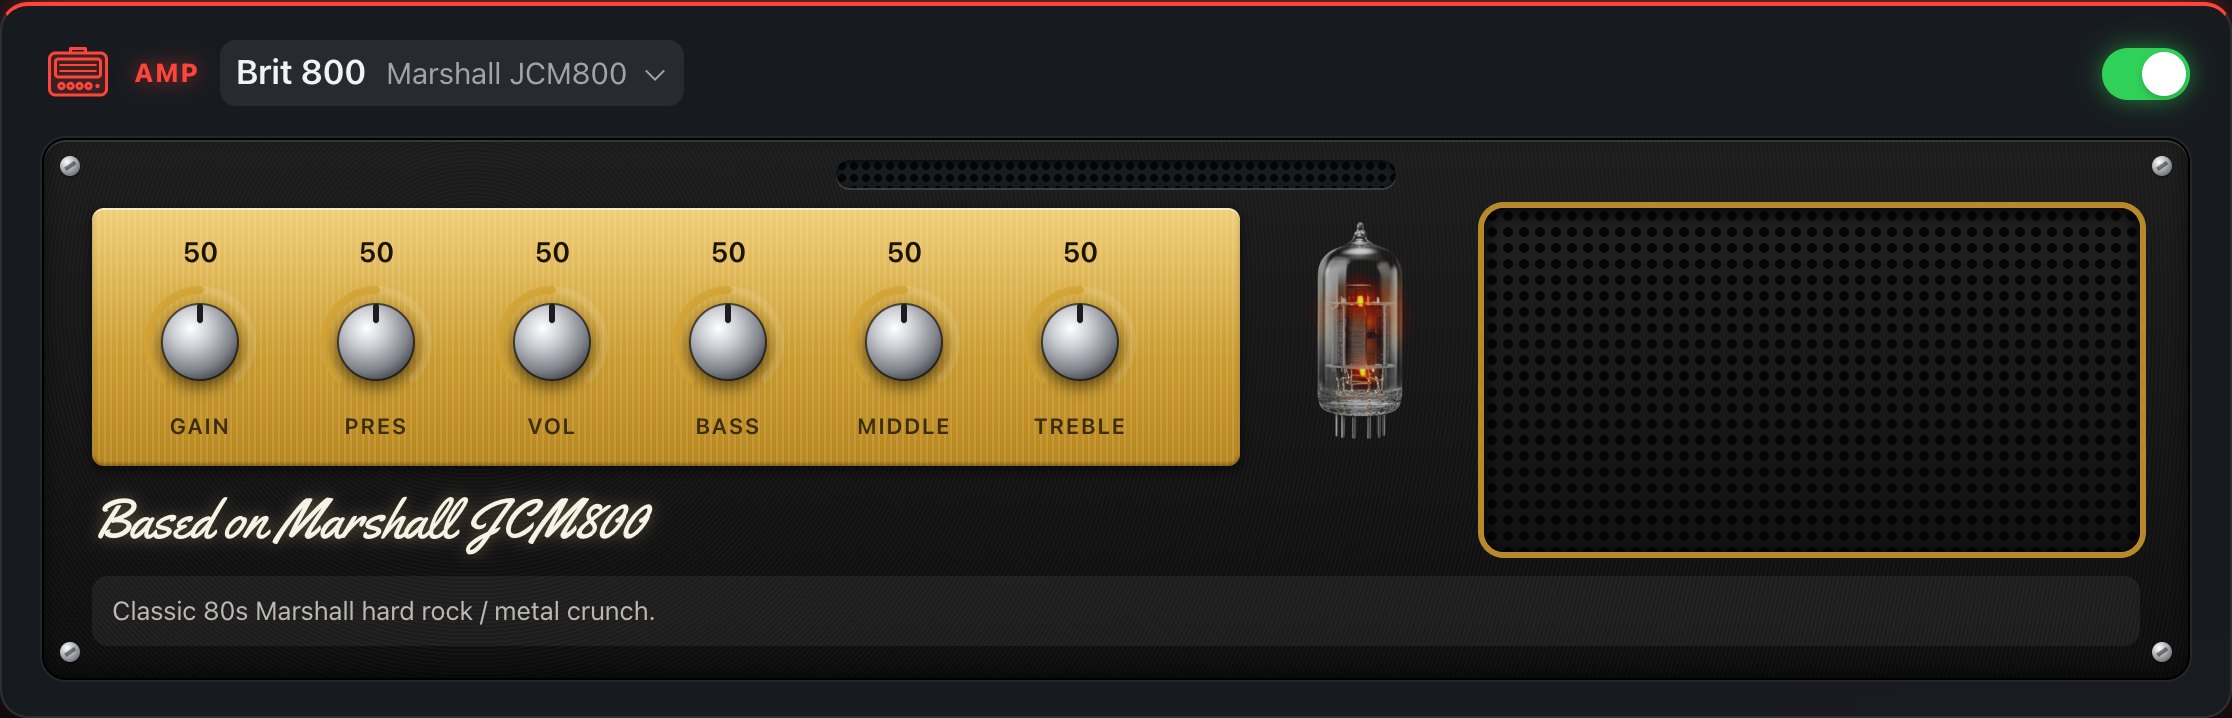 AMP Brit 800 Marshall JCM800
50 50 50 50 50 50
GAIN PRES VOL BASS MIDDLE TREBLE
Based on Marshall JCM800
Classic 80s Marshall hard rock / metal crunch.